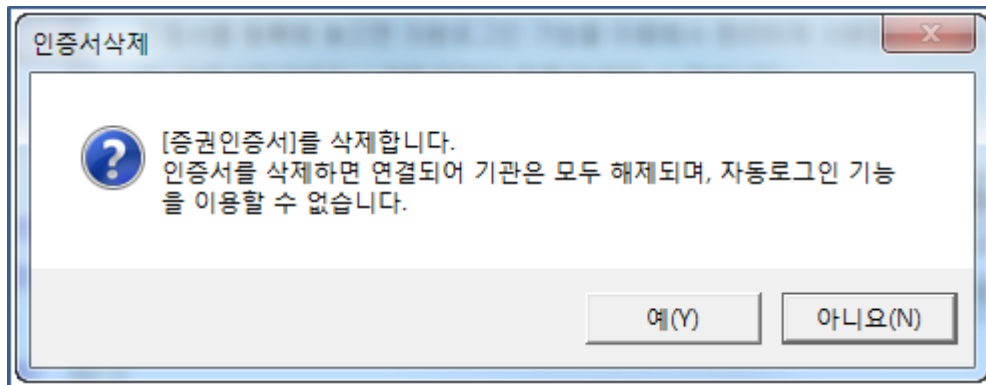 인증서삭제
[증권인증서]를 삭제합니다.
인증서를 삭제하면 연결되어 기관은 모두 해제되며, 자동로그인 기능
을 이용할 수 없습니다.
예(Y)
아니요(N)